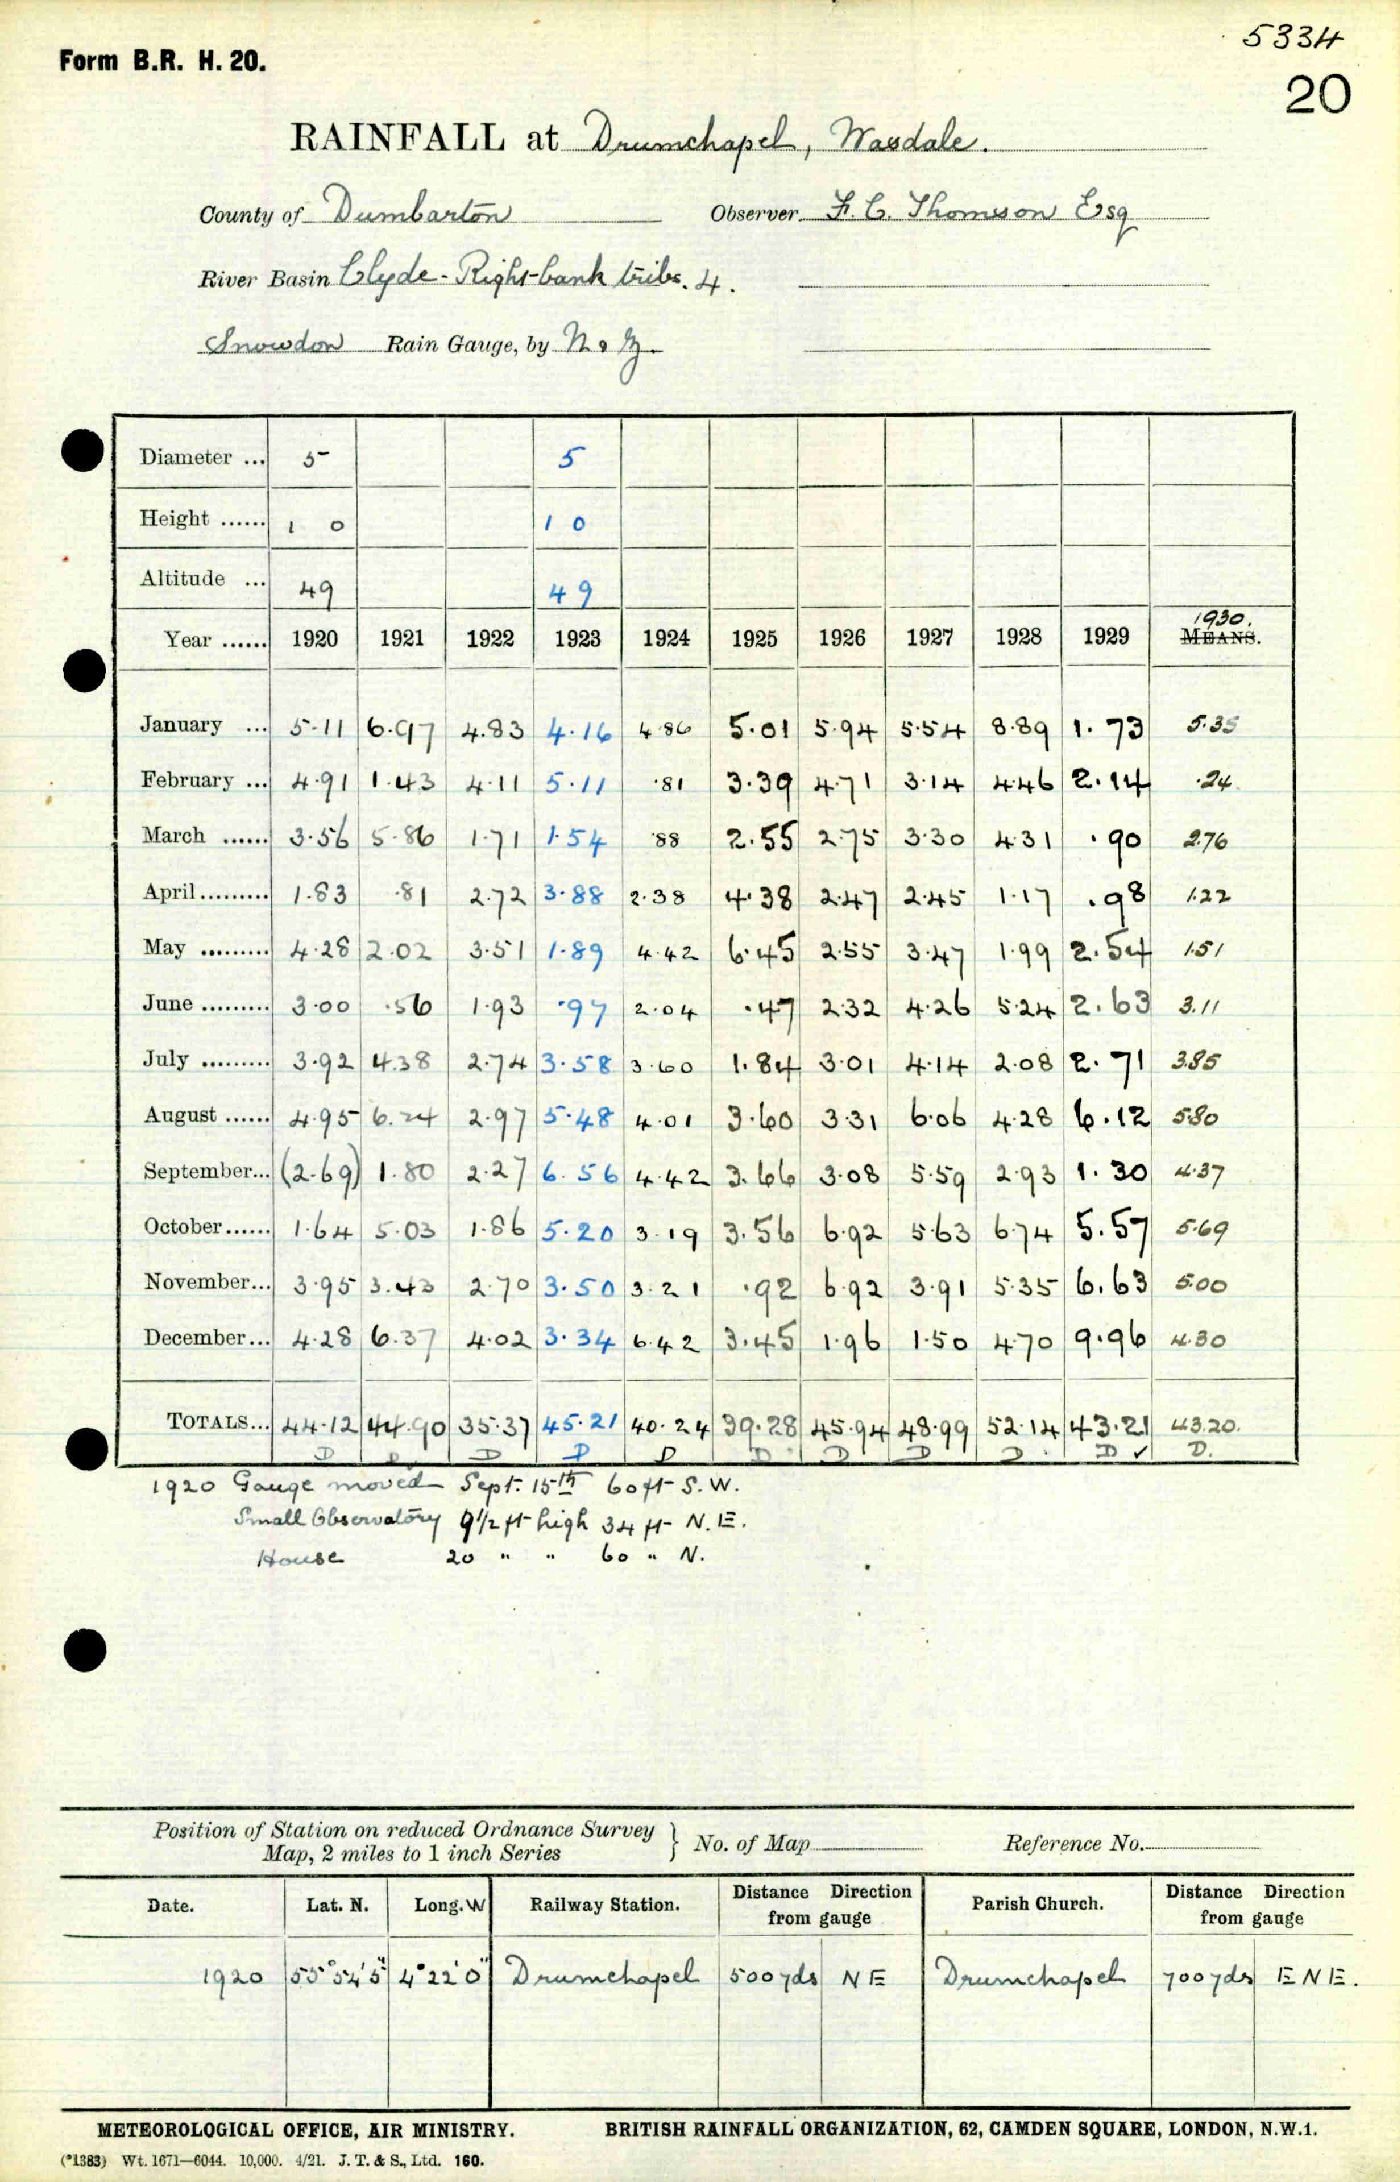 5334
Form B.R. H. 20.
20
RAINFALL at Drumchapel, Wasdale.
County of Dumbarton Observer F. C. Thomson Esq
River Basin Clyde - Right-bank tribs. 4.
Snowdon Rain Gauge, by N & Z.
Diameter ... 5 5
Height ...... 1 0 1 0
Altitude ... 49 49
1930.
Year ...... 1920 1921 1922 1923 1924 1925 1926 1927 1928 1929 MEANS.
January ... 5.11 6.97 4.83 4.16 4.86 5.01 5.94 5.54 8.89 1.73 5.35
February ... 4.91 1.43 4.11 5.11 .81 3.39 4.71 3.14 4.46 2.14 .24
March ...... 3.56 5.86 1.71 1.54 .88 2.55 2.75 3.30 4.31 .90 2.76
April ......... 1.83 .81 2.72 3.88 2.38 4.38 2.47 2.45 1.17 .98 1.22
May ......... 4.28 2.02 3.51 1.89 4.42 6.45 2.55 3.47 1.99 2.54 1.51
June ......... 3.00 .56 1.93 .97 2.04 .47 2.32 4.26 5.24 2.63 3.11
July ......... 3.92 4.38 2.74 3.58 3.60 1.84 3.01 4.14 2.08 2.71 3.85
August ...... 4.95 6.24 2.97 5.48 4.01 3.60 3.31 6.06 4.28 6.12 5.80
September... (2.69) 1.80 2.27 6.56 4.42 3.66 3.08 5.59 2.93 1.30 4.37
October...... 1.64 5.03 1.86 5.20 3.19 3.56 6.92 5.63 6.74 5.57 5.69
November... 3.95 3.43 2.70 3.50 3.21 .92 6.92 3.91 5.35 6.63 5.00
December... 4.28 6.37 4.02 3.34 6.42 3.45 1.96 1.50 4.70 9.96 4.30
TOTALS... 44.12 44.90 35.37 45.21 40.24 39.28 45.94 48.99 52.14 43.21 43.20.
D D D D D D D D D D ✓ D.
1920 Gauge moved Sept. 15th 60 ft S.W.
Small Observatory 9 1/2 ft high 34 ft N.E.
House 20 " " 60 " N.
Position of Station on reduced Ordnance Survey
Map, 2 miles to 1 inch Series } No. of Map Reference No.
Date. Lat. N. Long. W Railway Station. Distance Direction from gauge Parish Church. Distance Direction from gauge
1920 55° 54' 5" 4° 22' 0" Drumchapel 500 yds N E Drumchapel 700 yds E N E.
METEOROLOGICAL OFFICE, AIR MINISTRY. BRITISH RAINFALL ORGANIZATION, 62, CAMDEN SQUARE, LONDON, N.W.1.
(*1383) Wt. 1671—6044. 10,000. 4/21. J. T. & S., Ltd. 160.